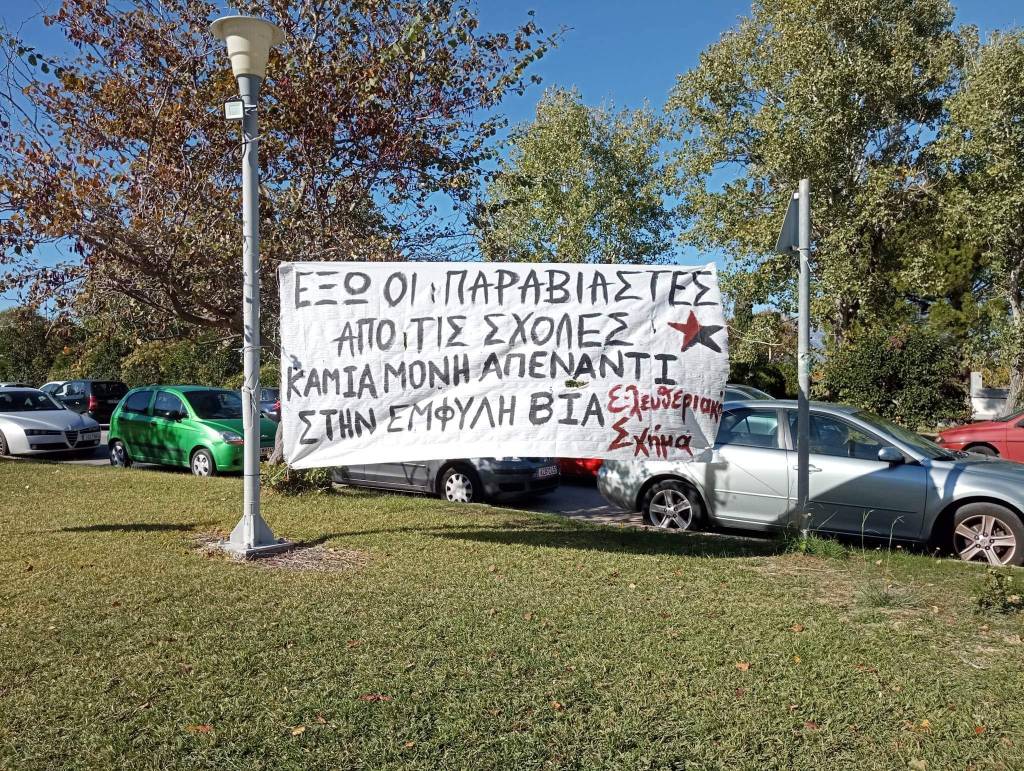 ΕΞΩ ΟΙ ΠΑΡΑΒΙΑΣΤΕΣ
ΑΠΟ ΤΙΣ ΣΧΟΛΕΣ
ΚΑΜΙΑ ΜΟΝΗ ΑΠΕΝΑΝΤΙ
ΣΤΗΝ ΕΜΦΥΛΗ ΒΙΑ
Ελευθεριακό
Σχήμα